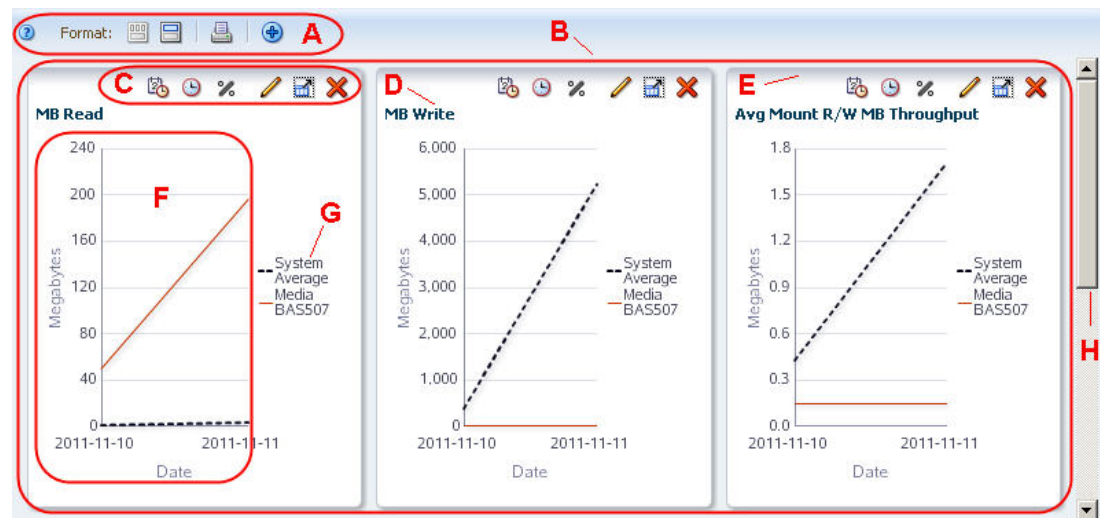 Format:
A
B
C
D
E
MB Read
MB Write
Avg Mount R/W MB Throughput
240
200
160
120
80
40
0
Megabytes
F
G
System
Average
Media
BAS507
2011-11-10
2011-11-11
Date
6,000
5,000
4,000
3,000
2,000
1,000
0
Megabytes
System
Average
Media
BAS507
2011-11-10
2011-11-11
Date
1.8
1.5
1.2
0.9
0.6
0.3
0.0
Megabytes
System
Average
Media
BAS507
2011-11-10
2011-11-11
Date
H